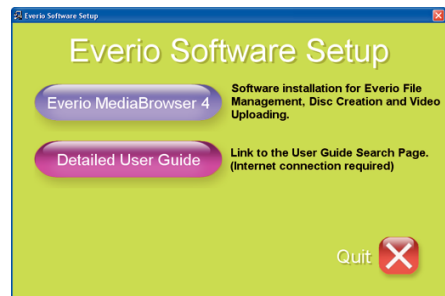 Everio Software Setup
Everio Software Setup
Everio MediaBrowser 4
Software installation for Everio File
Management, Disc Creation and Video
Uploading.
Detailed User Guide
Link to the User Guide Search Page.
(Internet connection required)
Quit